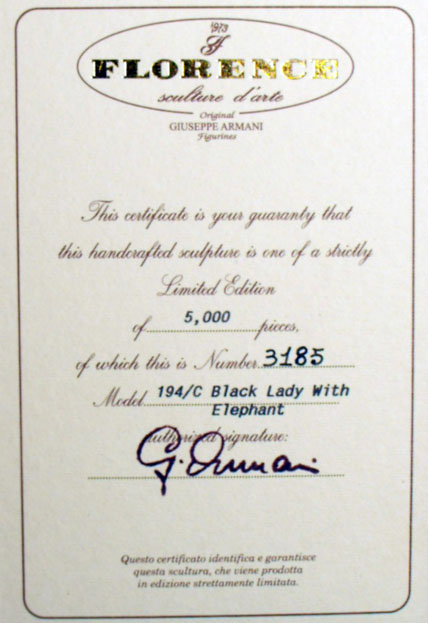 1973
F
FLORENCE
sculture d'arte
Original
GIUSEPPE ARMANI
Figurines
This certificate is your guaranty that
this handcrafted sculpture is one of a strictly
Limited Edition
of 5,000 pieces,
of which this is Number 3185
Model 194/C Black Lady With
Elephant
authorized signature:
G. Armani
Questo certificato identifica e garantisce
questa scultura, che viene prodotta
in edizione strettamente limitata.